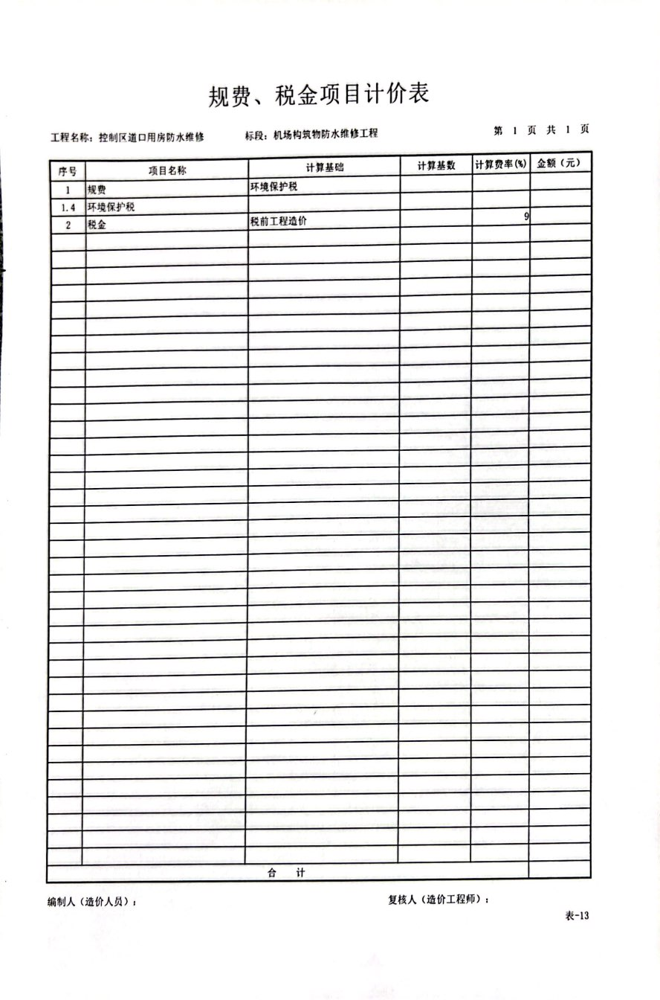 规费、税金项目计价表
工程名称：控制区道口用房防水维修 标段：机场构筑物防水维修工程 第 1 页 共 1 页
序号 项目名称 计算基础 计算基数 计算费率(%) 金额（元）
1 规费 环境保护税
1.4 环境保护税
2 税金 税前工程造价 9
合 计
编制人（造价人员）： 复核人（造价工程师）：
表-13